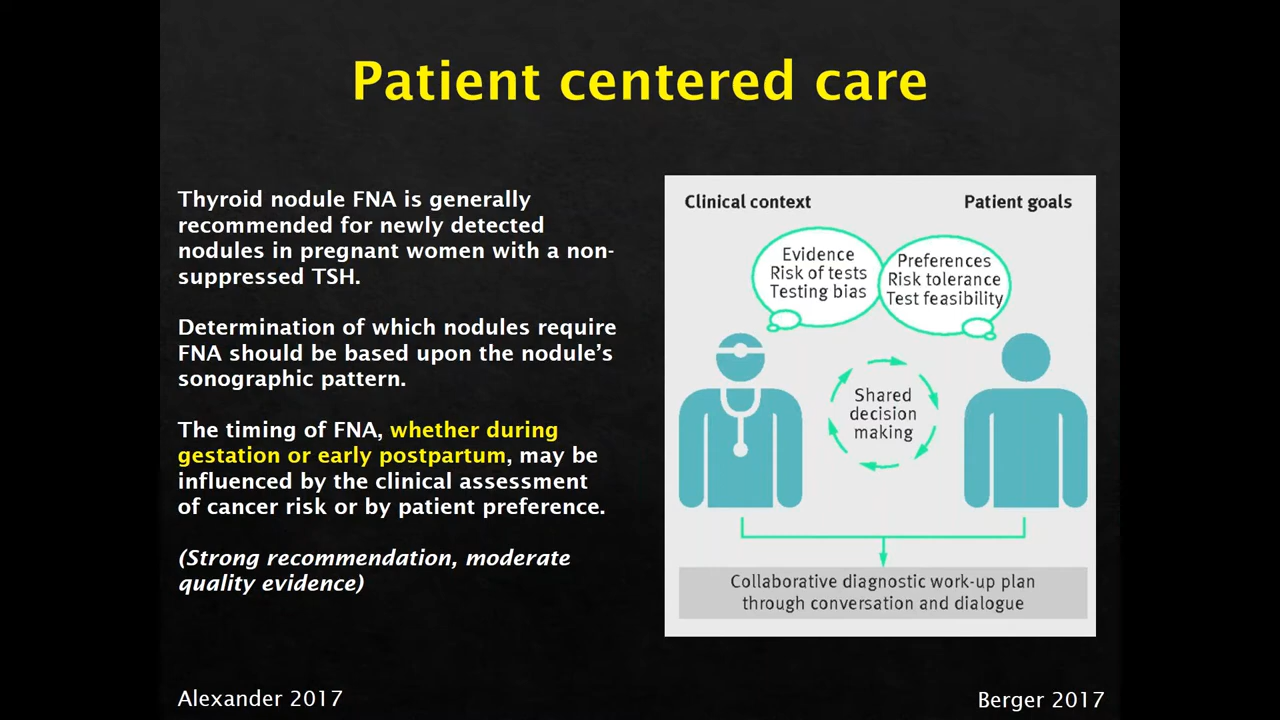 Patient centered care
Thyroid nodule FNA is generally
recommended for newly detected
nodules in pregnant women with a non-
suppressed TSH.
Determination of which nodules require
FNA should be based upon the nodule’s
sonographic pattern.
The timing of FNA, whether during
gestation or early postpartum, may be
influenced by the clinical assessment
of cancer risk or by patient preference.
(Strong recommendation, moderate
quality evidence)
Clinical context
Patient goals
Evidence
Risk of tests
Testing bias
Preferences
Risk tolerance
Test feasibility
Shared
decision
making
Collaborative diagnostic work-up plan
through conversation and dialogue
Alexander 2017
Berger 2017